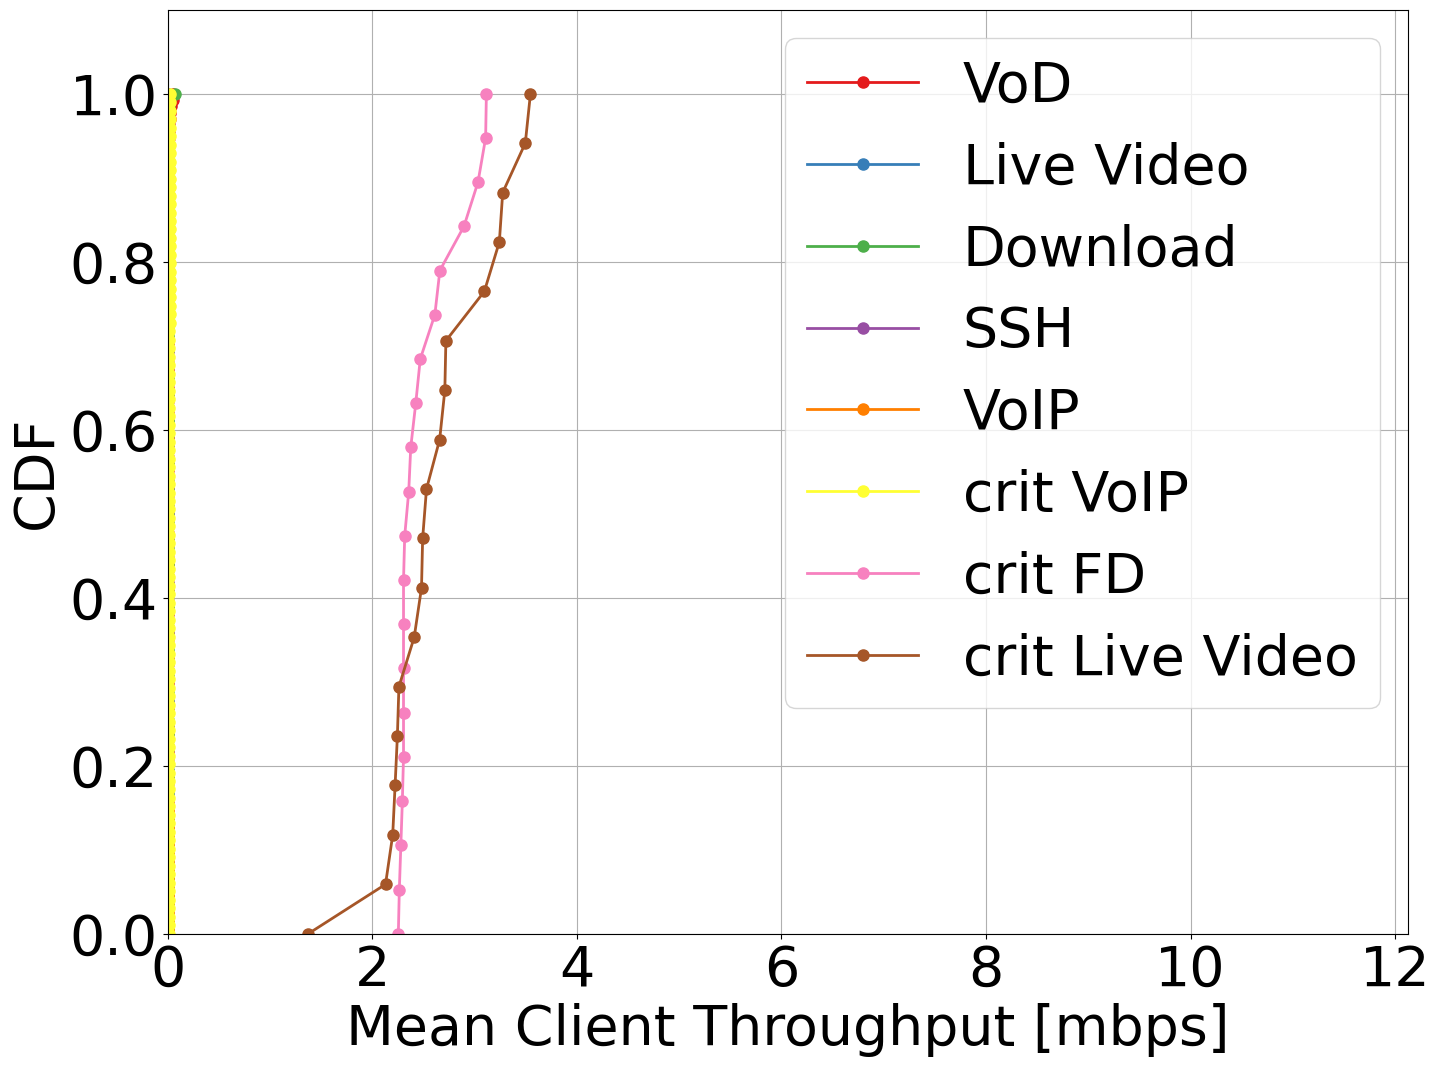 1.0
0.8
0.6
0.4
0.2
0.0
CDF
0 2 4 6 8 10 12
Mean Client Throughput [mbps]
VoD
Live Video
Download
SSH
VoIP
crit VoIP
crit FD
crit Live Video